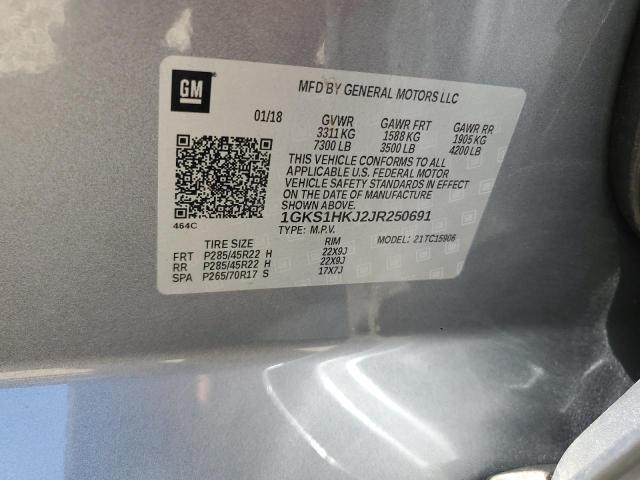 GM
MFD BY GENERAL MOTORS LLC
01/18 GVWR GAWR FRT GAWR RR
3311 KG 1588 KG 1905 KG
7300 LB 3500 LB 4200 LB
THIS VEHICLE CONFORMS TO ALL
APPLICABLE U.S. FEDERAL MOTOR
VEHICLE SAFETY STANDARDS IN EFFECT
ON THE DATE OF MANUFACTURE
SHOWN ABOVE.
1GKS1HKJ2JR250691
464C
TYPE: M.P.V. MODEL: 21TC15906
TIRE SIZE RIM
FRT P285/45R22 H 22X9J
RR P285/45R22 H 22X9J
SPA P265/70R17 S 17X7J